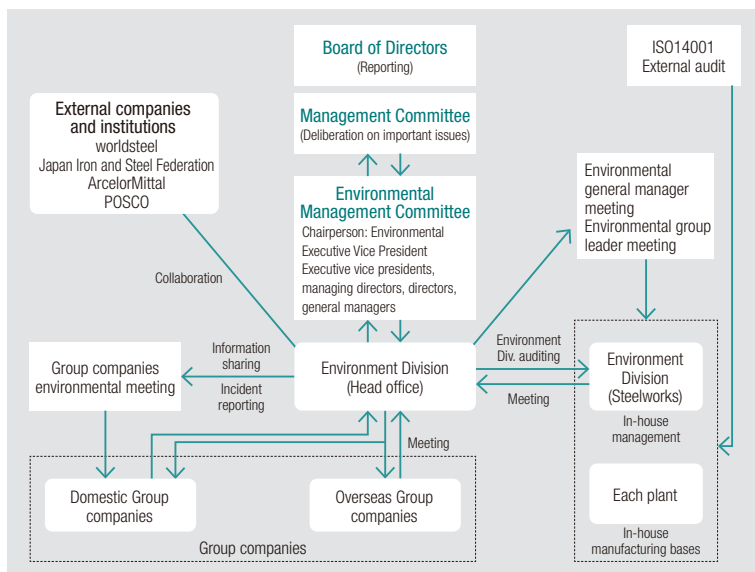 Board of Directors
(Reporting)
ISO14001
External audit
External companies
and institutions
worldsteel
Japan Iron and Steel Federation
ArcelorMittal
POSCO
Management Committee
(Deliberation on important issues)
Environmental
Management Committee
Chairperson: Environmental
Executive Vice President
Executive vice presidents,
managing directors, directors,
general managers
Environmental
general manager
meeting
Environmental group
leader meeting
Collaboration
Group companies
environmental meeting
Information
sharing
Incident
reporting
Environment Division
(Head office)
Environment
Div. auditing
Meeting
Environment
Division
(Steelworks)
In-house
management
Meeting
Domestic Group
companies
Overseas Group
companies
Group companies
Each plant
In-house
manufacturing bases